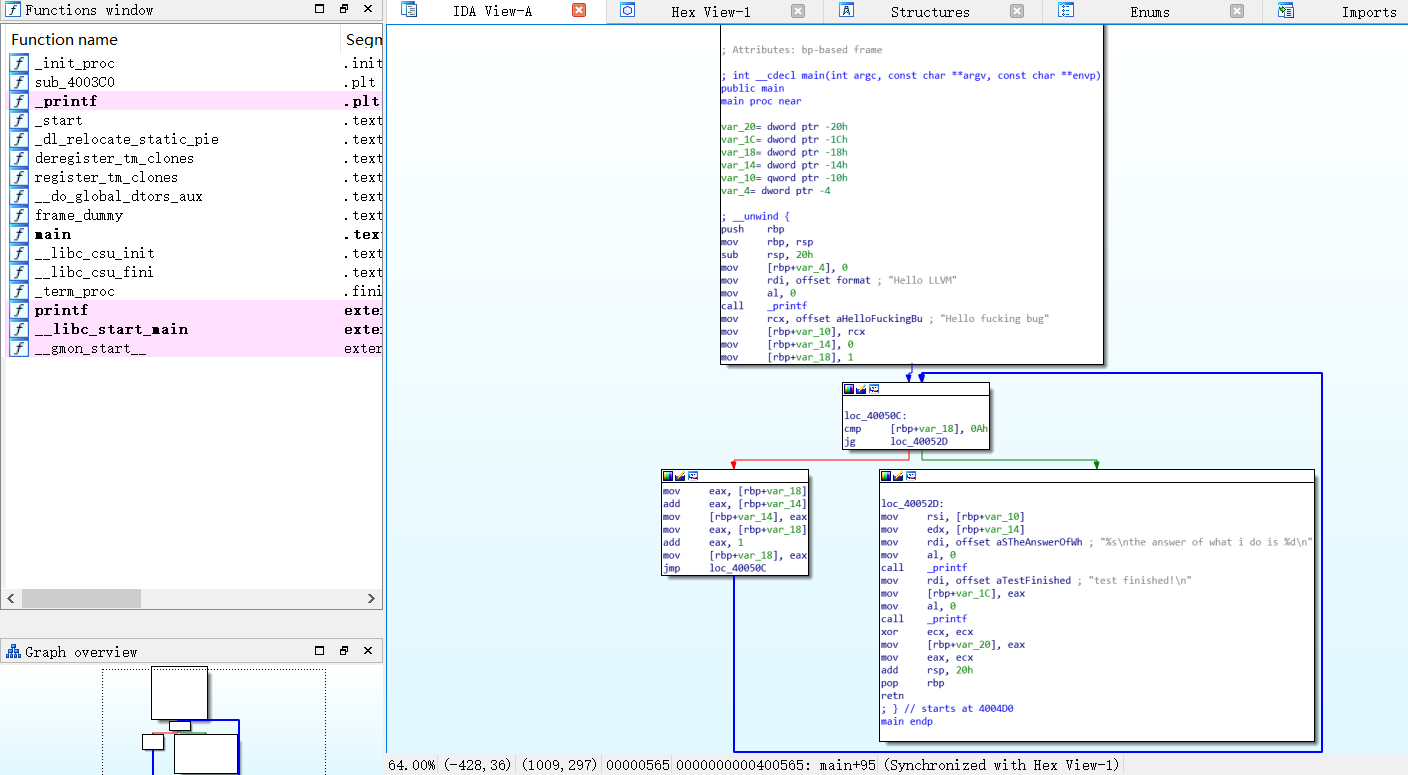 Functions window
Function name Segm
_init_proc .init
sub_4003C0 .plt
_printf .plt
_start .text
_dl_relocate_static_pie .text
deregister_tm_clones .text
register_tm_clones .text
__do_global_dtors_aux .text
frame_dummy .text
main .text
__libc_csu_init .text
__libc_csu_fini .text
_term_proc .fini
printf exter
__libc_start_main exter
__gmon_start__ exter
Graph overview
IDA View-A Hex View-1 Structures Enums Imports
; Attributes: bp-based frame
; int __cdecl main(int argc, const char **argv, const char **envp)
public main
main proc near
var_20= dword ptr -20h
var_1C= dword ptr -1Ch
var_18= dword ptr -18h
var_14= dword ptr -14h
var_10= qword ptr -10h
var_4= dword ptr -4
; __unwind {
push rbp
mov rbp, rsp
sub rsp, 20h
mov [rbp+var_4], 0
mov rdi, offset format ; "Hello LLVM"
mov al, 0
call _printf
mov rcx, offset aHelloFuckingBu ; "Hello fucking bug"
mov [rbp+var_10], rcx
mov [rbp+var_14], 0
mov [rbp+var_18], 1
loc_40050C:
cmp [rbp+var_18], 0Ah
jg loc_40052D
mov eax, [rbp+var_18]
add eax, [rbp+var_14]
mov [rbp+var_14], eax
mov eax, [rbp+var_18]
add eax, 1
mov [rbp+var_18], eax
jmp loc_40050C
loc_40052D:
mov rsi, [rbp+var_10]
mov edx, [rbp+var_14]
mov rdi, offset aSTheAnswerOfWh ; "%s\nthe answer of what i do is %d\n"
mov al, 0
call _printf
mov rdi, offset aTestFinished ; "test finished!\n"
mov [rbp+var_1C], eax
mov al, 0
call _printf
xor ecx, ecx
mov [rbp+var_20], eax
mov eax, ecx
add rsp, 20h
pop rbp
retn
; } // starts at 4004D0
main endp
64.00% (-428,36) (1009,297) 00000565 0000000000400565: main+95 (Synchronized with Hex View-1)